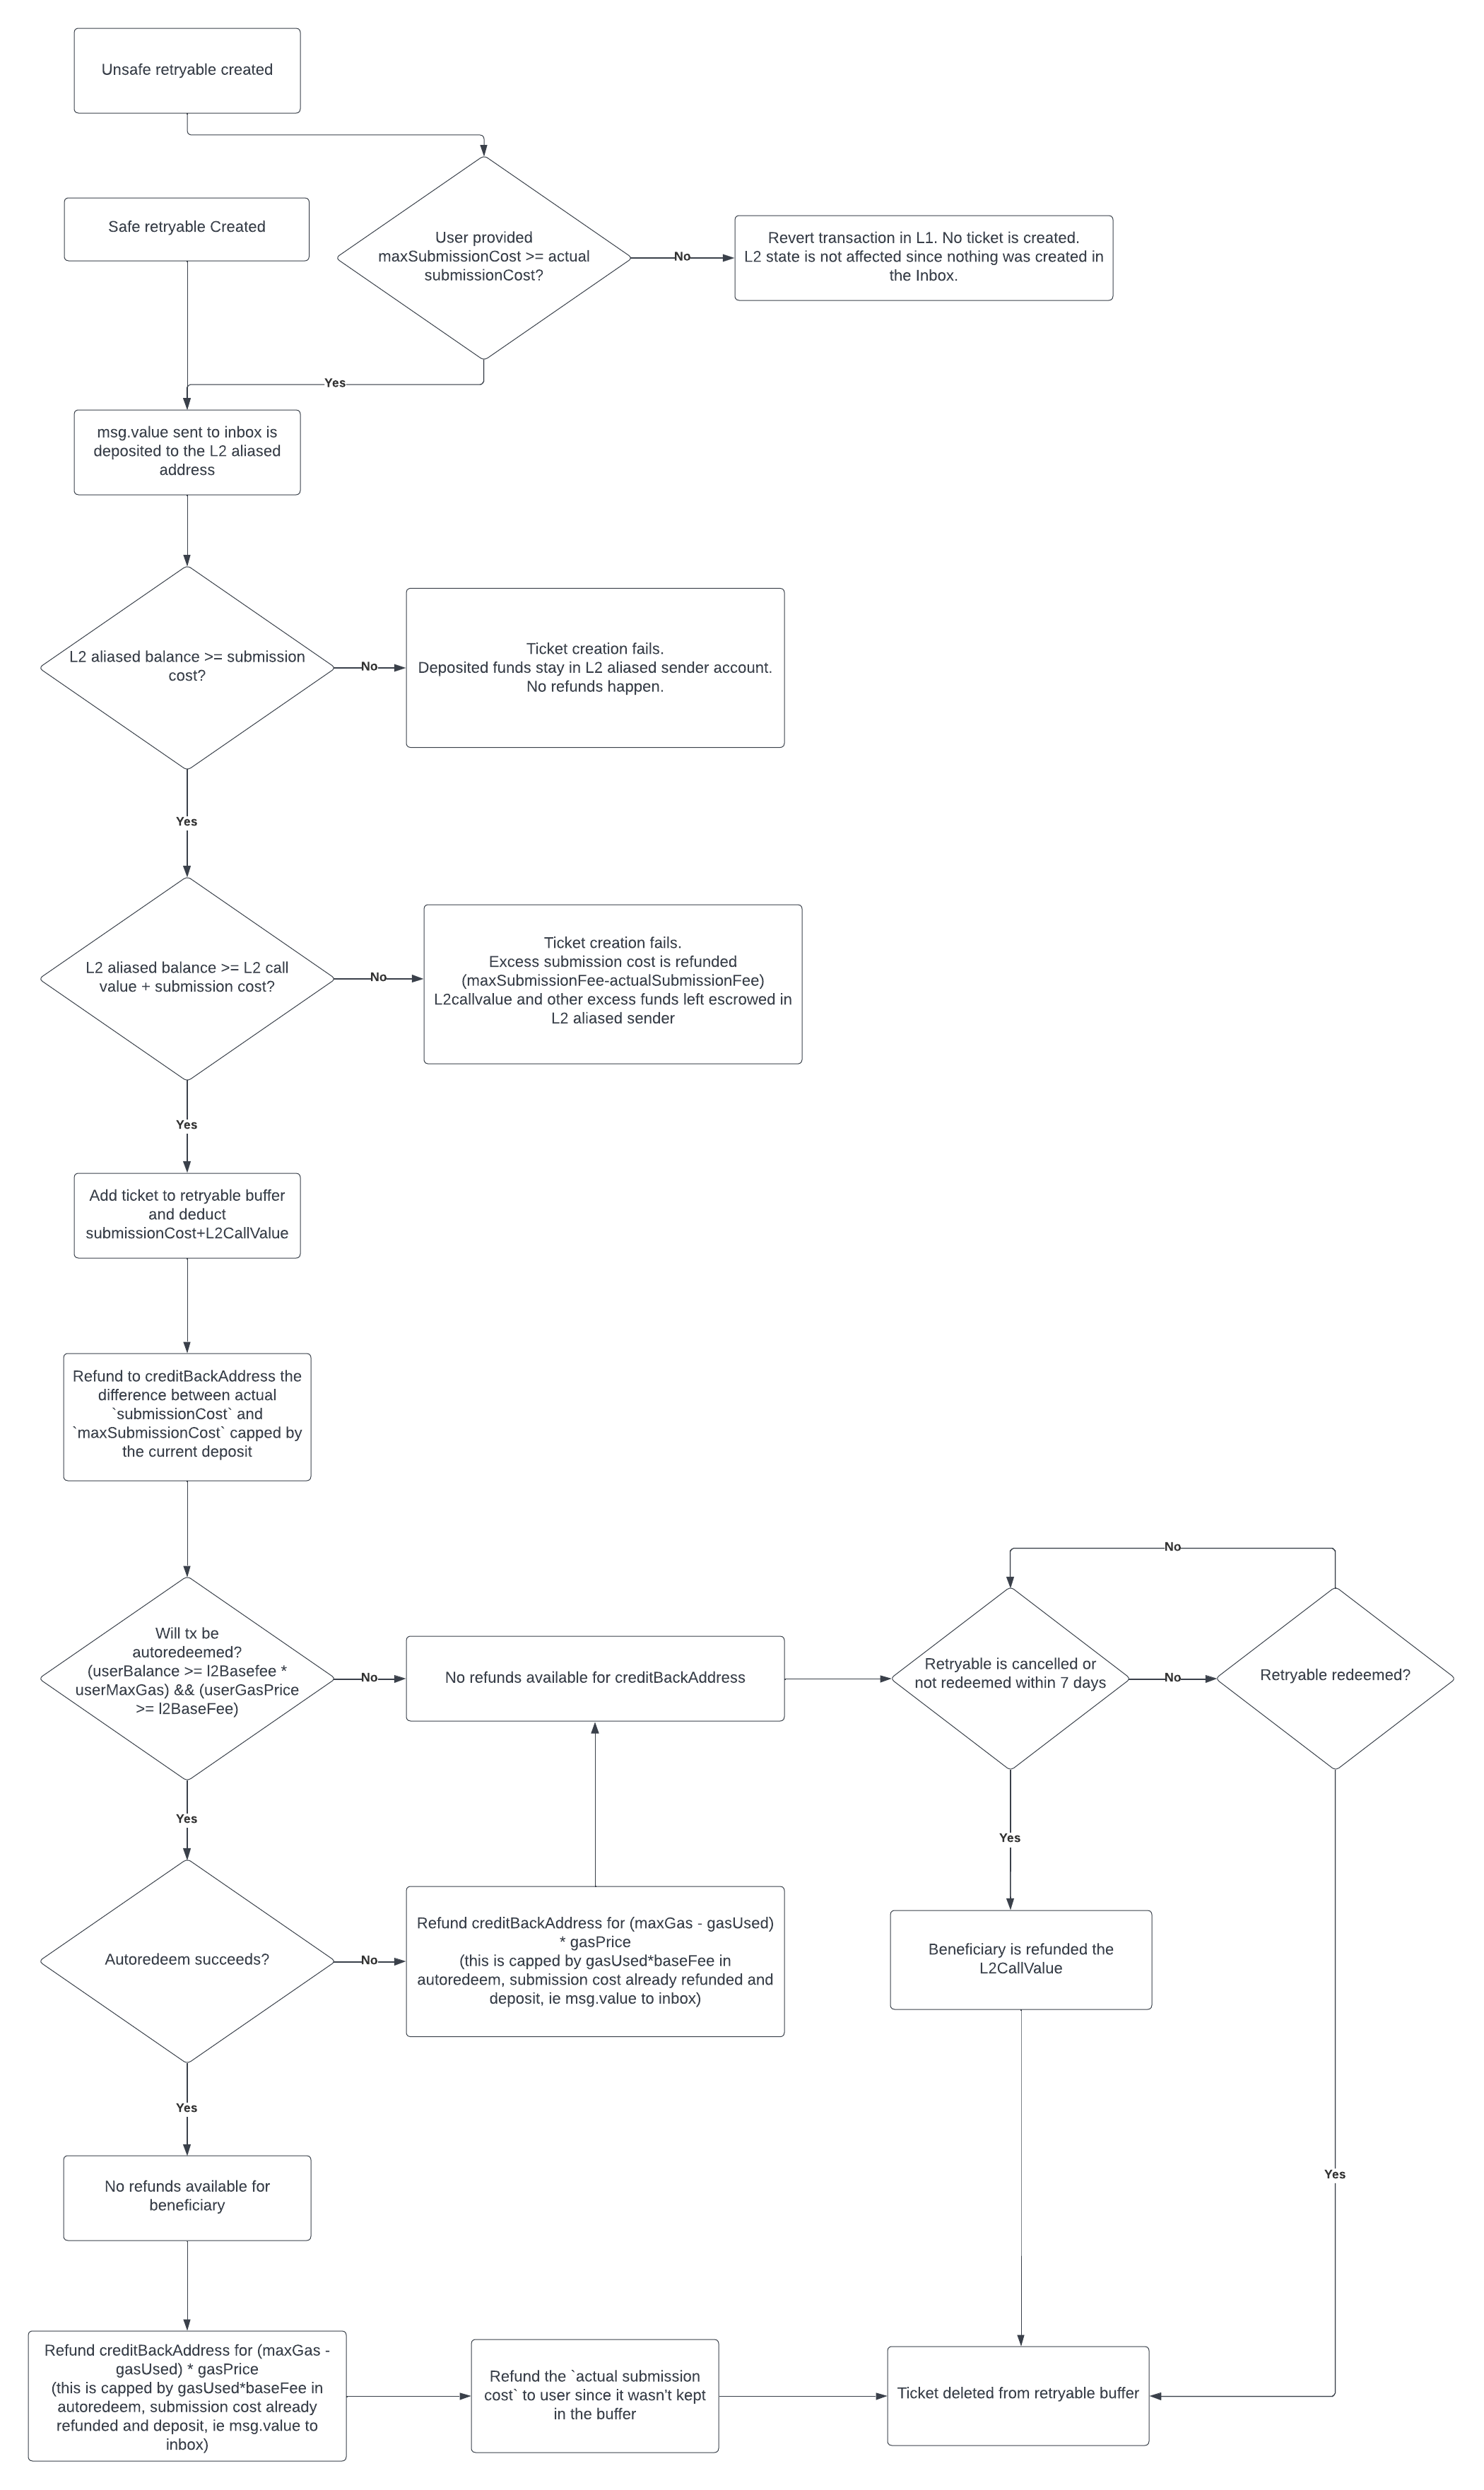 Unsafe retryable created
Safe retryable Created
User provided
maxSubmissionCost >= actual
submissionCost?
No
Revert transaction in L1. No ticket is created.
L2 state is not affected since nothing was created in
the Inbox.
Yes
msg.value sent to inbox is
deposited to the L2 aliased
address
L2 aliased balance >= submission
cost?
No
Ticket creation fails.
Deposited funds stay in L2 aliased sender account.
No refunds happen.
Yes
L2 aliased balance >= L2 call
value + submission cost?
No
Ticket creation fails.
Excess submission cost is refunded
(maxSubmissionFee-actualSubmissionFee)
L2callvalue and other excess funds left escrowed in
L2 aliased sender
Yes
Add ticket to retryable buffer
and deduct
submissionCost+L2CallValue
Refund to creditBackAddress the
difference between actual
`submissionCost` and
`maxSubmissionCost` capped by
the current deposit
Will tx be
autoredeemed?
(userBalance >= l2Basefee *
userMaxGas) && (userGasPrice
>= l2BaseFee)
No
No refunds available for creditBackAddress
Retryable is cancelled or
not redeemed within 7 days
No
Retryable redeemed?
No
Yes
Autoredeem succeeds?
No
Refund creditBackAddress for (maxGas - gasUsed)
* gasPrice
(this is capped by gasUsed*baseFee in
autoredeem, submission cost already refunded and
deposit, ie msg.value to inbox)
Yes
Beneficiary is refunded the
L2CallValue
Yes
Yes
No refunds available for
beneficiary
Refund creditBackAddress for (maxGas -
gasUsed) * gasPrice
(this is capped by gasUsed*baseFee in
autoredeem, submission cost already
refunded and deposit, ie msg.value to
inbox)
Refund the `actual submission
cost` to user since it wasn't kept
in the buffer
Ticket deleted from retryable buffer